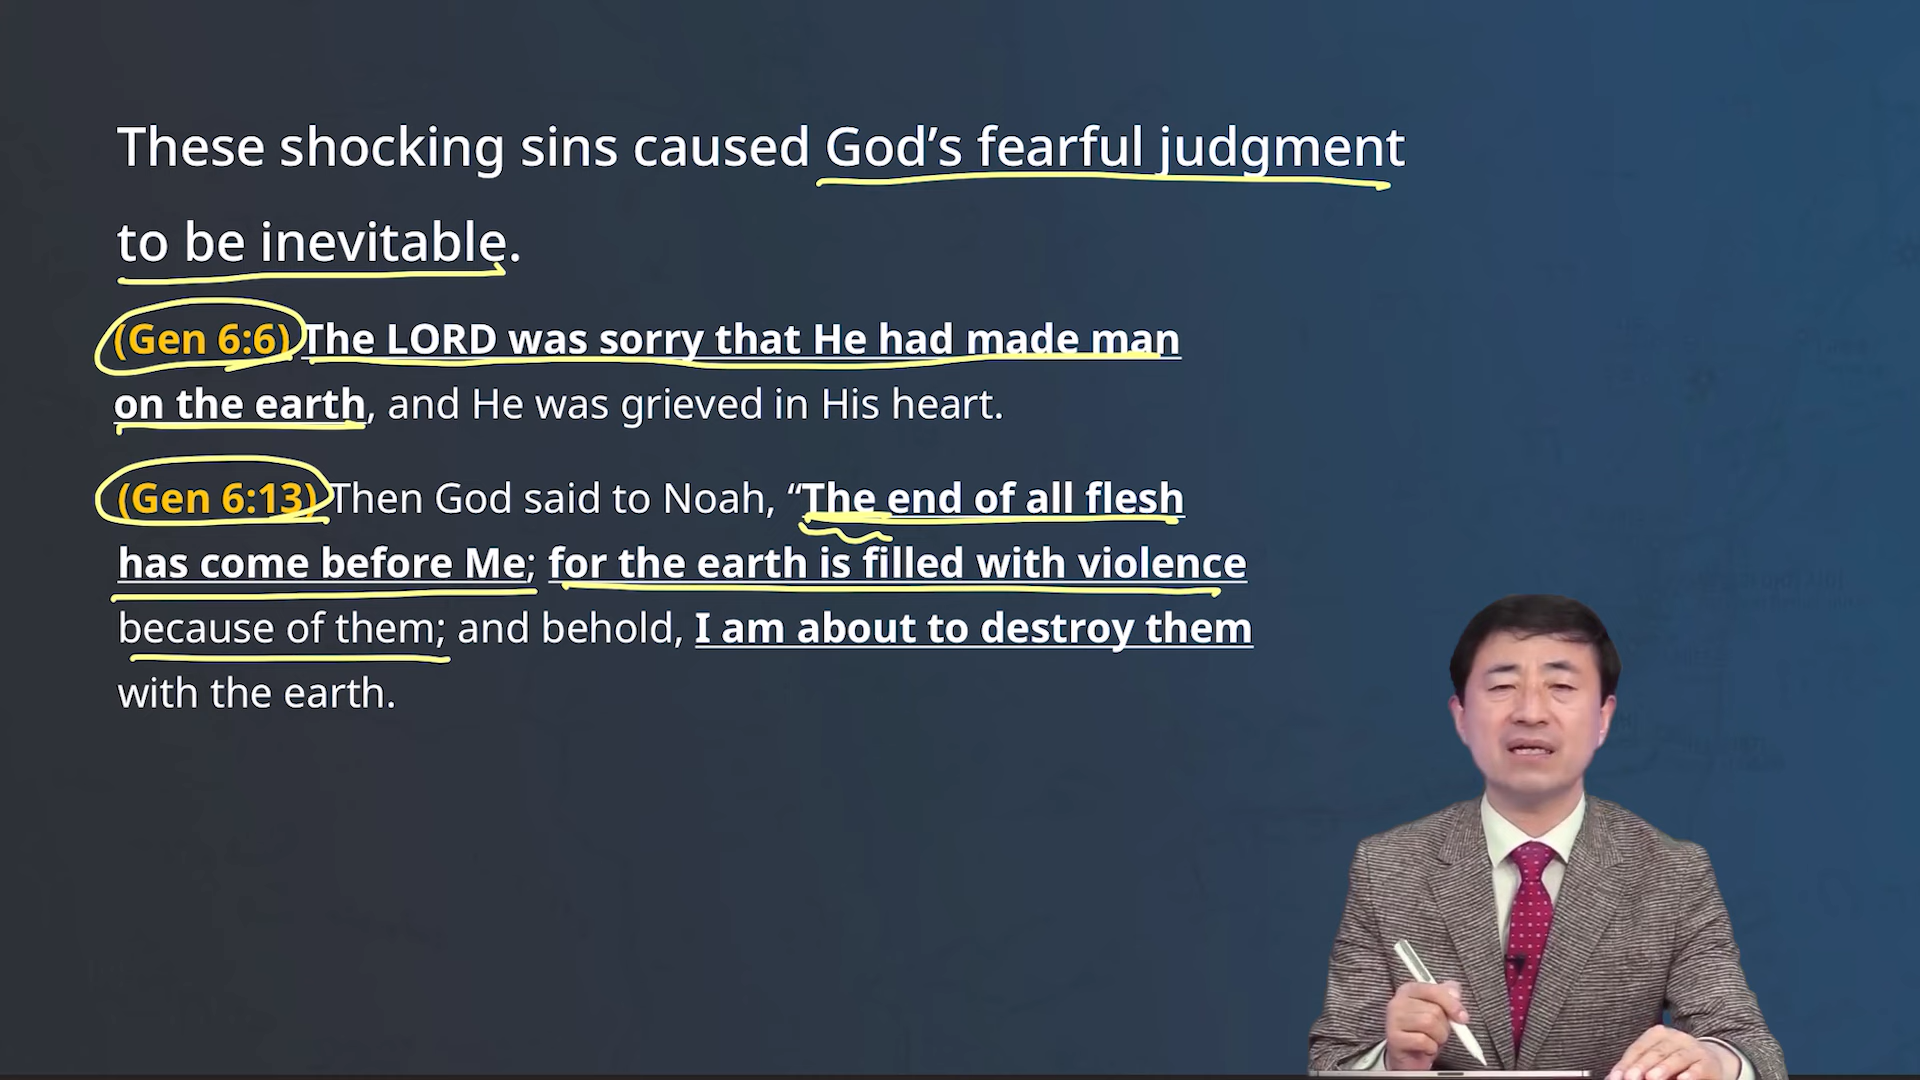 These shocking sins caused God’s fearful judgment
to be inevitable.
(Gen 6:6) The LORD was sorry that He had made man
on the earth, and He was grieved in His heart.
(Gen 6:13) Then God said to Noah, “The end of all flesh
has come before Me; for the earth is filled with violence
because of them; and behold, I am about to destroy them
with the earth.